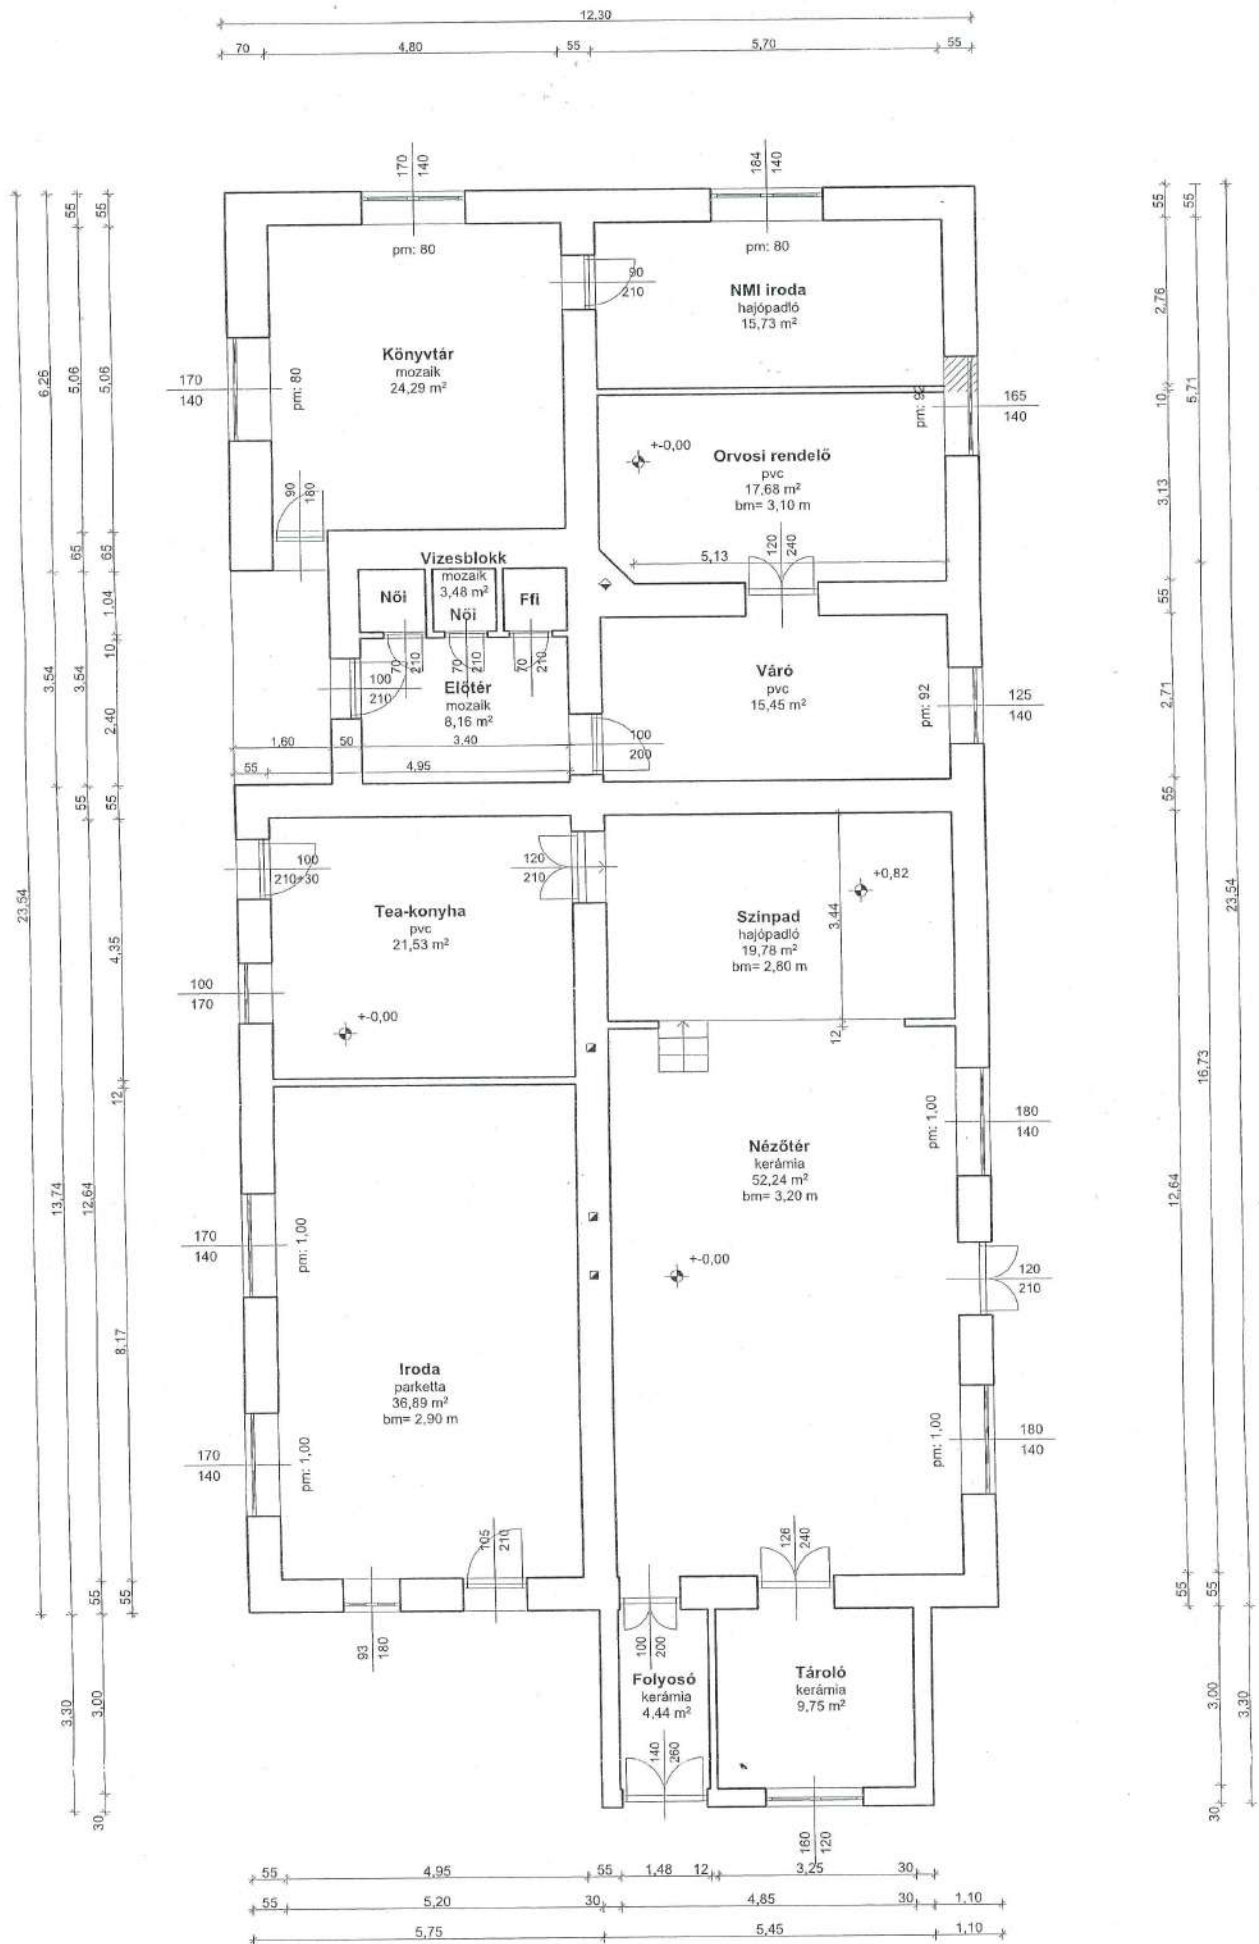 12,30
70 4,80 55 5,70 55
170
140
184
140
pm: 80
pm: 80
90
210
NMI iroda
hajópadló
15,73 m²
Könyvtár
mozaik
24,29 m²
170
140
pm: 80
pm: 92
165
140
+-0,00
Orvosi rendelő
pvc
17,68 m²
bm= 3,10 m
90
180
5,13
120
240
Vizesblokk
mozaik
3,48 m²
Női
Női
Ffi
70
210
70
210
70
210
100
210
Előtér
mozaik
8,16 m²
Váró
pvc
15,45 m²
pm: 92
125
140
1,60 50 3,40
100
200
55 4,95
100
210+30
120
210
+0,82
Tea-konyha
pvc
21,53 m²
Színpad
hajópadló
19,78 m²
bm= 2,80 m
3,44
100
170
+-0,00
12
pm: 1,00
180
140
Nézőtér
kerámia
52,24 m²
bm= 3,20 m
170
140
pm: 1,00
+-0,00
120
210
Iroda
parketta
36,89 m²
bm= 2,90 m
170
140
pm: 1,00
pm: 1,00
180
140
105
210
126
240
93
180
100
200
Folyosó
kerámia
4,44 m²
Tároló
kerámia
9,75 m²
140
260
160
120
23,54
6,26
3,54
13,74
3,30
55
5,06
3,54
55
12,64
55
3,00
30
55
5,06
65
65
1,04
10
2,40
55
4,35
12
8,17
55
55
2,76
10
3,13
55
2,71
55
12,64
55
55
5,71
16,73
55
3,00
30
23,54
3,30
55 4,95 55 1,48 12 3,25 30
55 5,20 30 4,85 30 1,10
5,75 5,45 1,10